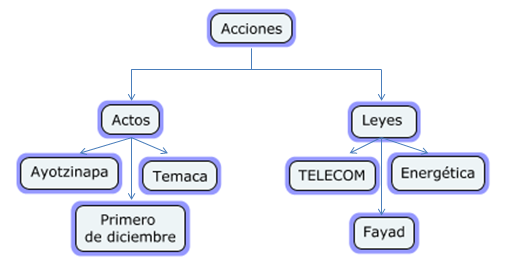 Acciones
Actos
Leyes
Ayotzinapa
Temaca
TELECOM
Energética
Primero
de diciembre
Fayad